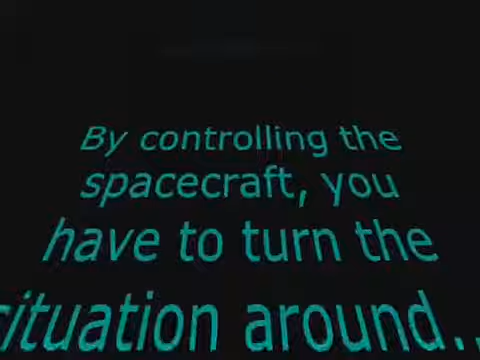 By controlling the
spacecraft, you
have to turn the
situation around...